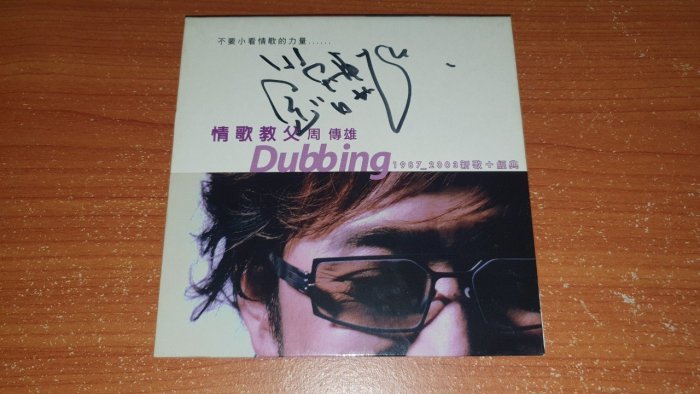 不要小看情歌的力量......
情歌教父 周傳雄
Dubbing 1987_2003新歌+經典